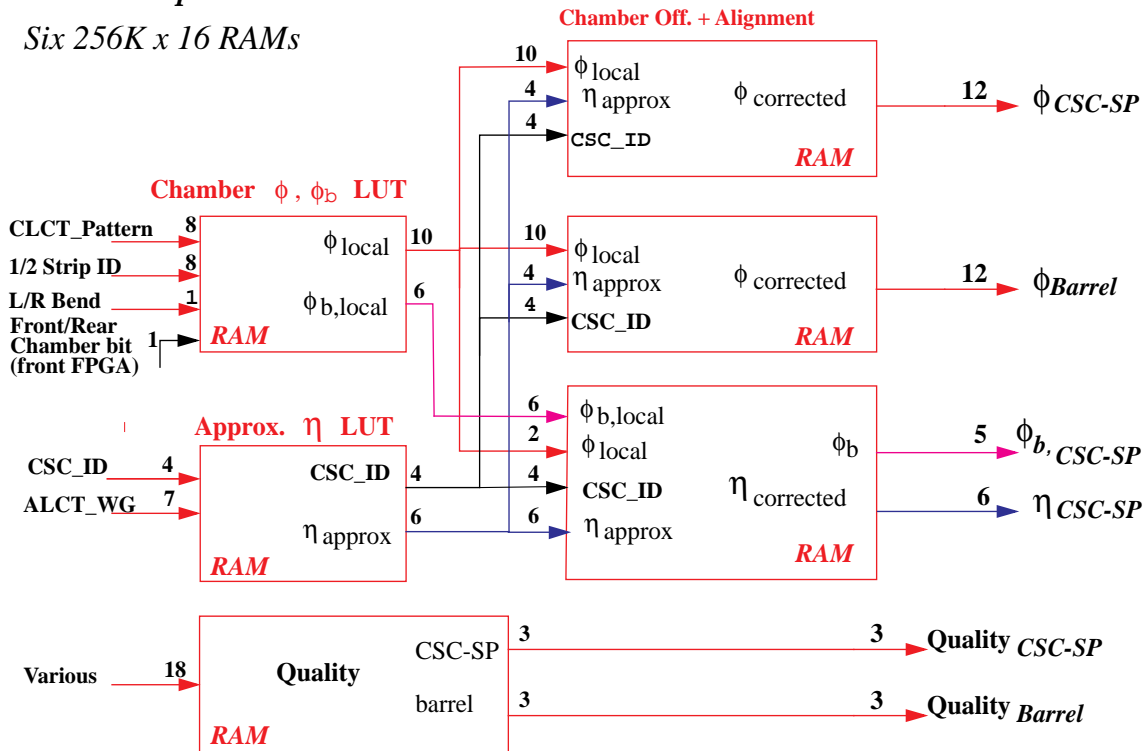 Six 256K x 16 RAMs
Chamber Off. + Alignment
10
ϕ local
4
η approx
4
CSC_ID
ϕ corrected
RAM
12
ϕ CSC-SP
Chamber ϕ , ϕb LUT
CLCT_Pattern
8
1/2 Strip ID
8
L/R Bend
1
Front/Rear
Chamber bit
(front FPGA)
1
ϕ local
10
ϕ b,local
6
RAM
10
ϕ local
4
η approx
4
CSC_ID
ϕ corrected
RAM
12
ϕ Barrel
Approx. η LUT
CSC_ID
4
ALCT_WG
7
CSC_ID
4
η approx
6
RAM
6
ϕ b,local
2
ϕ local
4
CSC_ID
6
η approx
ϕ b
η corrected
RAM
5
ϕ b, CSC-SP
6
η CSC-SP
Various
18
Quality
CSC-SP
3
3
Quality CSC-SP
barrel
3
3
Quality Barrel
RAM